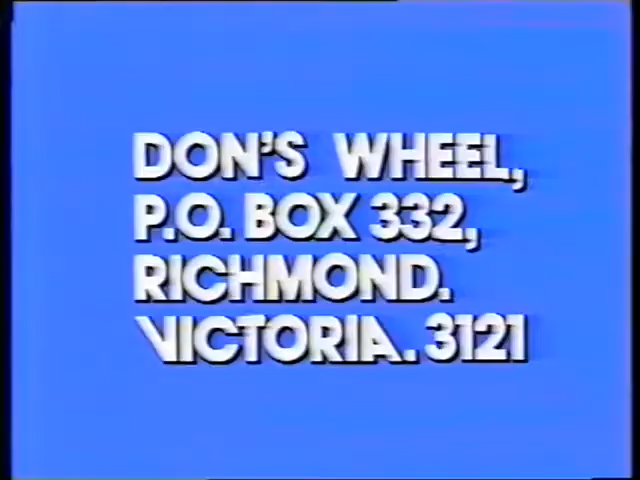 DON'S WHEEL,
P.O. BOX 332,
RICHMOND.
VICTORIA. 3121